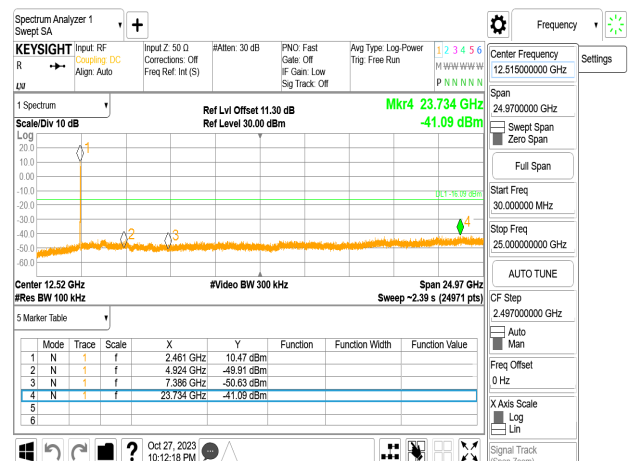 Spectrum Analyzer 1
Swept SA
Frequency
KEYSIGHT
R
Input: RF
Coupling: DC
Align: Auto
Input Z: 50 Ω
Corrections: Off
Freq Ref: Int (S)
#Atten: 30 dB
PNO: Fast
Gate: Off
IF Gain: Low
Sig Track: Off
Avg Type: Log-Power
Trig: Free Run
1 2 3 4 5 6
M W W W W W
P N N N N N
LXI
Center Frequency
12.515000000 GHz
Settings
Span
24.9700000 GHz
Swept Span
Zero Span
Full Span
Start Freq
30.000000 MHz
Stop Freq
25.000000000 GHz
AUTO TUNE
CF Step
2.497000000 GHz
Auto
Man
Freq Offset
0 Hz
X Axis Scale
Log
Lin
Signal Track
(Span Zoom)
1 Spectrum
Scale/Div 10 dB
Ref Lvl Offset 11.30 dB
Ref Level 30.00 dBm
Mkr4 23.734 GHz
-41.09 dBm
Log
20.0
10.0
0.00
-10.0
-20.0
-30.0
-40.0
-50.0
-60.0
1
2
3
4
DL1 -16.09 dBm
Center 12.52 GHz
#Res BW 100 kHz
#Video BW 300 kHz
Span 24.97 GHz
Sweep ~2.39 s (24971 pts)
5 Marker Table
Mode Trace Scale X Y Function Function Width Function Value
1 N 1 f 2.461 GHz 10.47 dBm
2 N 1 f 4.924 GHz -49.91 dBm
3 N 1 f 7.386 GHz -50.63 dBm
4 N 1 f 23.734 GHz -41.09 dBm
5
6
?
Oct 27, 2023
10:12:18 PM